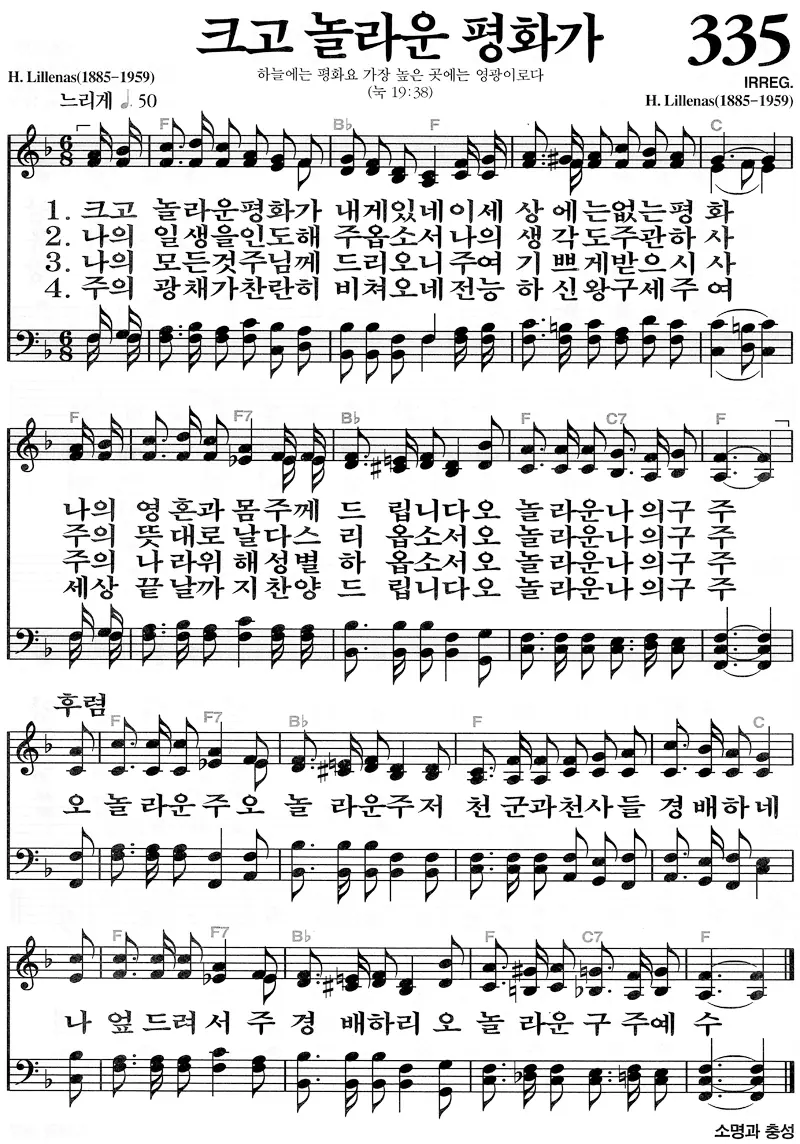 크고 놀라운 평화가 335
H. Lillenas(1885-1959) 하늘에는 평화요 가장 높은 곳에는 영광이로다 IRREG.
느리게 ♩. 50 (눅 19:38) H. Lillenas(1885-1959)
F B♭ F C
6 8
1. 크고 놀라운평화가 내게있네이세 상 에는없는평 화
2. 나의 일생을인도해 주옵소서나의 생 각도주관하 사
3. 나의 모든것주님께 드리오니주여 기 쁘게받으시 사
4. 주의 광채가찬란히 비쳐오네전능 하 신왕구세주 여
6 8
F F7 B♭ F C7 F
나의 영혼과몸주께 드 립니다오 놀라운나의구 주
주의 뜻대로날다스 리 옵소서오 놀라운나의구 주
주의 나라위해성별 하 옵소서오 놀라운나의구 주
세상 끝날까지찬양 드 립니다오 놀라운나의구 주
후렴
F F7 B♭ F C
오 놀라운주오 놀 라운주저 천군과천사들 경배하네
F F7 B♭ F C7 F
나 엎드려서주 경 배하리 오 놀 라운구주예 수
소명과 충성